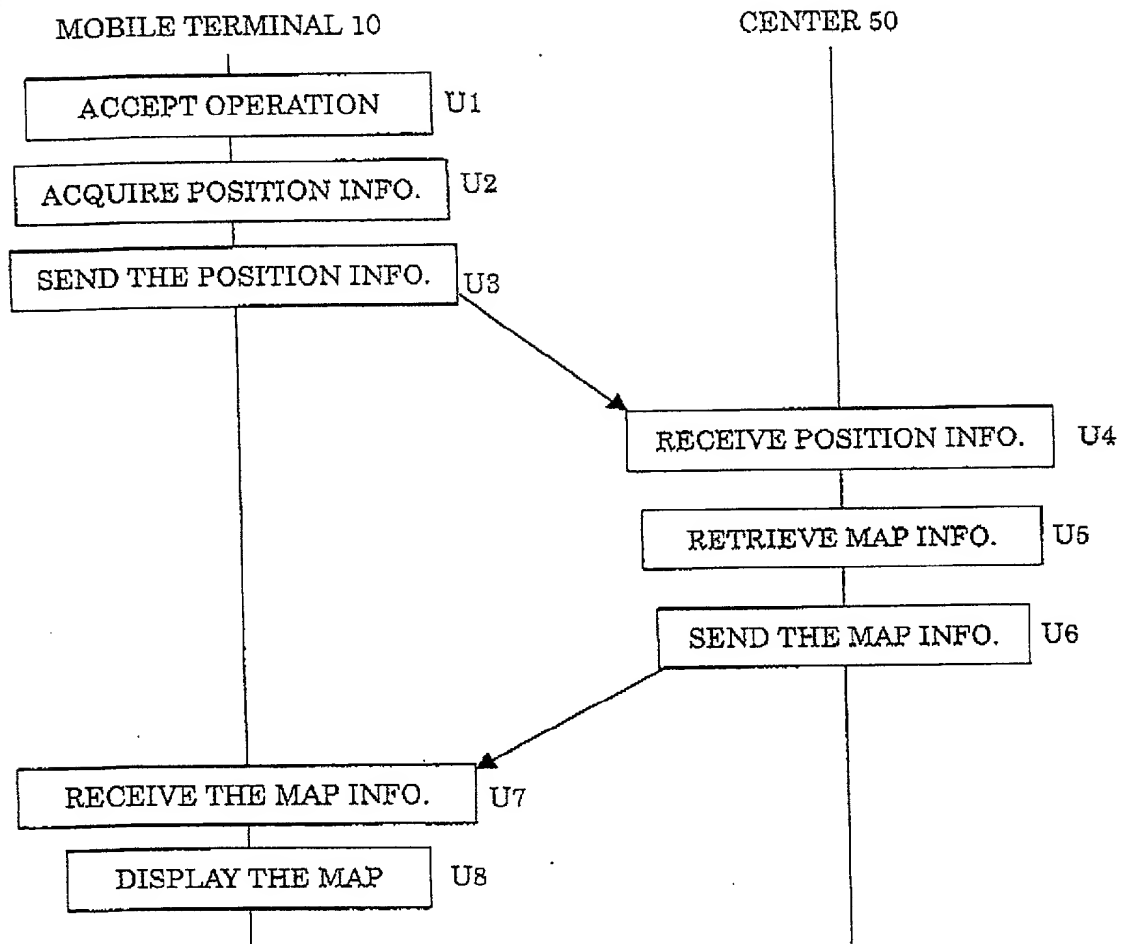 MOBILE TERMINAL 10
CENTER 50
ACCEPT OPERATION U1
ACQUIRE POSITION INFO. U2
SEND THE POSITION INFO. U3
RECEIVE POSITION INFO. U4
RETRIEVE MAP INFO. U5
SEND THE MAP INFO. U6
RECEIVE THE MAP INFO. U7
DISPLAY THE MAP U8